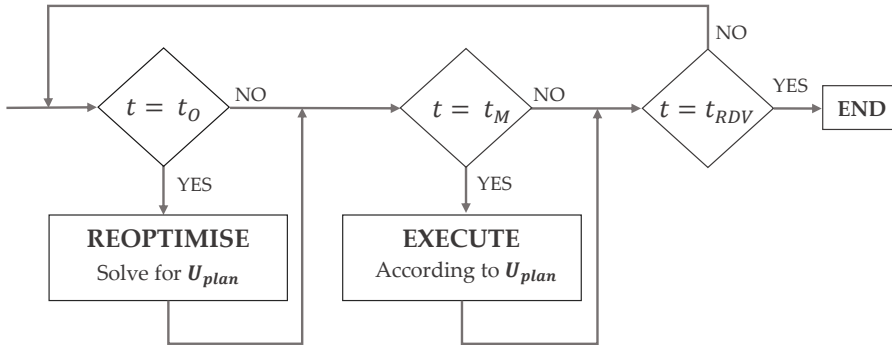 NO
t = t_O
NO
t = t_M
NO
t = t_RDV
YES
END
YES
YES
REOPTIMISE
Solve for U_plan
EXECUTE
According to U_plan